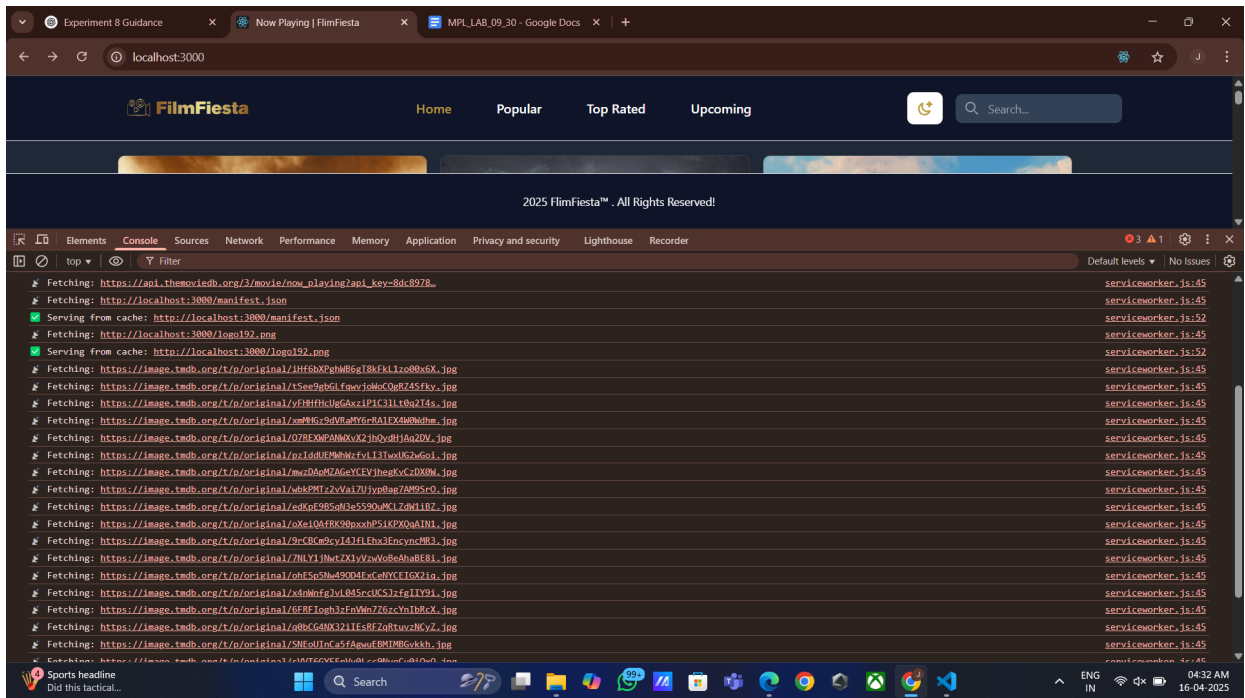 Experiment 8 Guidance
Now Playing | FlimFiesta
MPL_LAB_09_30 - Google Docs
localhost:3000
J
FilmFiesta
Home
Popular
Top Rated
Upcoming
Search...
2025 FlimFiesta™ . All Rights Reserved!
Elements Console Sources Network Performance Memory Application Privacy and security Lighthouse Recorder
3 1
top Filter Default levels No Issues
Fetching: https://api.themoviedb.org/3/movie/now_playing?api_key=8dc8978… serviceworker.js:45
Fetching: http://localhost:3000/manifest.json serviceworker.js:45
Serving from cache: http://localhost:3000/manifest.json serviceworker.js:52
Fetching: http://localhost:3000/logo192.png serviceworker.js:45
Serving from cache: http://localhost:3000/logo192.png serviceworker.js:52
Fetching: https://image.tmdb.org/t/p/original/iHf6bXPghWB6gT8kFkL1zo00x6X.jpg serviceworker.js:45
Fetching: https://image.tmdb.org/t/p/original/tSee9gbGLfqwvjoWoCQgRZ4Sfky.jpg serviceworker.js:45
Fetching: https://image.tmdb.org/t/p/original/yFHHfHcUgGAxziP1C3lLt0q2T4s.jpg serviceworker.js:45
Fetching: https://image.tmdb.org/t/p/original/xmMHGz9dVRaMY6rRAlEX4W0Wdhm.jpg serviceworker.js:45
Fetching: https://image.tmdb.org/t/p/original/O7REXWPANWXvX2jhQydHjAq2DV.jpg serviceworker.js:45
Fetching: https://image.tmdb.org/t/p/original/pzIddUEMWhWzfvLI3TwxUG2wGoi.jpg serviceworker.js:45
Fetching: https://image.tmdb.org/t/p/original/mwzDApMZAGeYCEVjhegKvCzDX0W.jpg serviceworker.js:45
Fetching: https://image.tmdb.org/t/p/original/wbkPMTz2vVai7Ujyp0ag7AM9SrO.jpg serviceworker.js:45
Fetching: https://image.tmdb.org/t/p/original/edKpE9B5qN3e559OuMCLZdW1iBZ.jpg serviceworker.js:45
Fetching: https://image.tmdb.org/t/p/original/oXeiQAfRK90pxxhP5iKPXQqAIN1.jpg serviceworker.js:45
Fetching: https://image.tmdb.org/t/p/original/9rCBCm9cyI4JfLEhx3EncyncMR3.jpg serviceworker.js:45
Fetching: https://image.tmdb.org/t/p/original/7NLY1jNwtZX1yVzwVoBeAhaBE8i.jpg serviceworker.js:45
Fetching: https://image.tmdb.org/t/p/original/ohESp5Nw49OD4ExCeNYCEIGX2iq.jpg serviceworker.js:45
Fetching: https://image.tmdb.org/t/p/original/x4nWnfgJvL045rcUCSJzfgIIY9i.jpg serviceworker.js:45
Fetching: https://image.tmdb.org/t/p/original/6FRFIogh3zFnVWn7Z6zcYnIbRcX.jpg serviceworker.js:45
Fetching: https://image.tmdb.org/t/p/original/q0bCG4NX32iIEsRFZqRtuvzNCyZ.jpg serviceworker.js:45
Fetching: https://image.tmdb.org/t/p/original/SNEoUInCa5fAgwuEBMIMBGvkkh.jpg serviceworker.js:45
4
Sports headline
Did this tactical...
Search
99+
ENG
IN
04:32 AM
16-04-2025